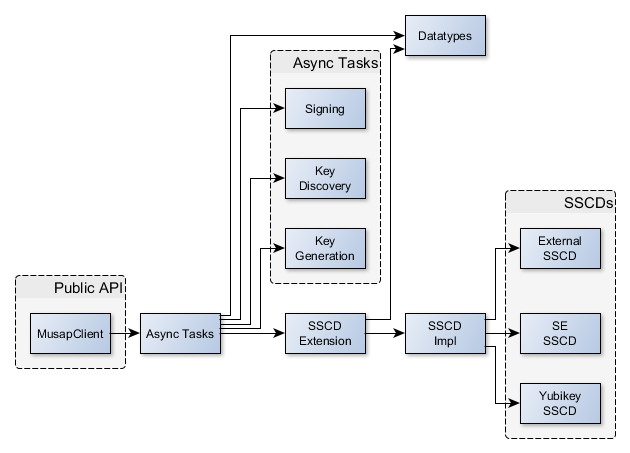 Datatypes
Async Tasks
Signing
Key
Discovery
Key
Generation
SSCDs
External
SSCD
Public API
MusapClient
Async Tasks
SSCD
Extension
SSCD
Impl
SE
SSCD
Yubikey
SSCD